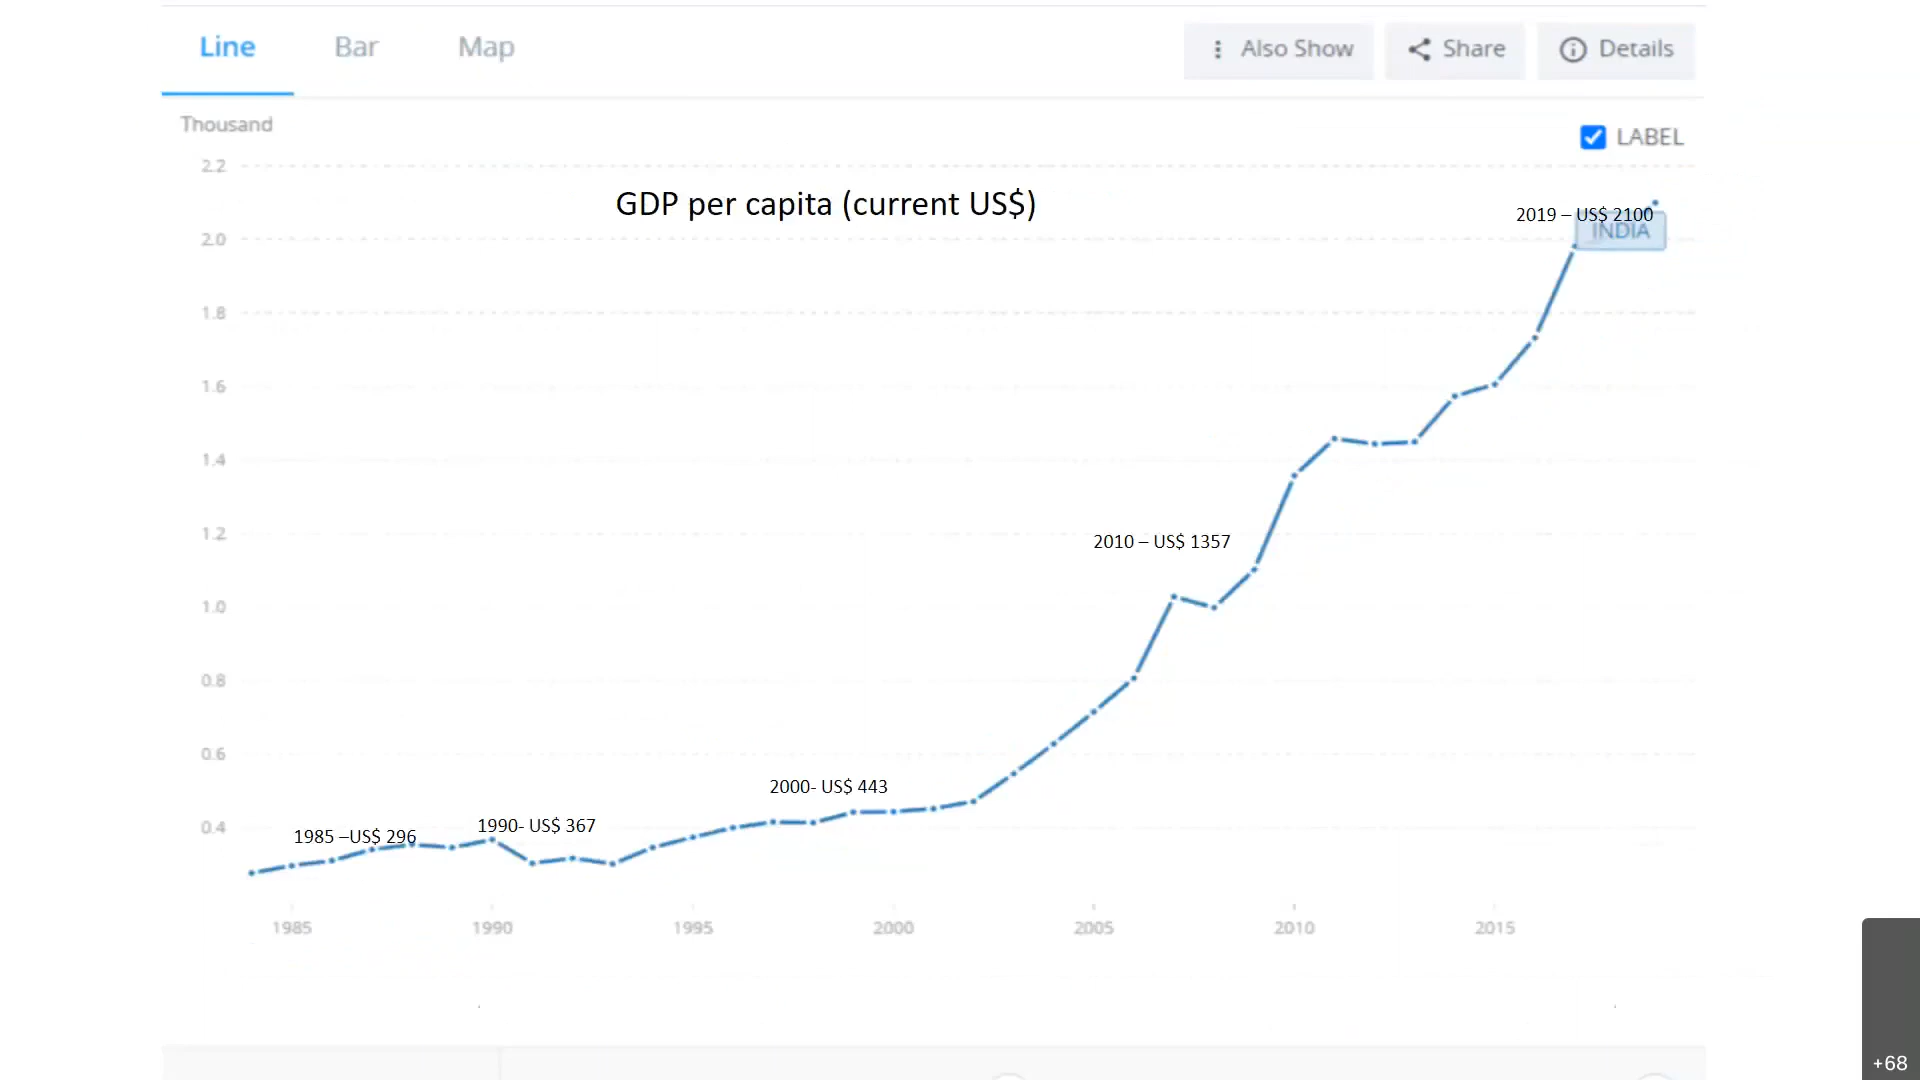 Line Bar Map Also Show Share Details
Thousand
LABEL
2.2
GDP per capita (current US$)
2019 – US$ 2100
INDIA
2.0
1.8
1.6
1.4
2010 – US$ 1357
1.2
1.0
0.8
0.6
2000- US$ 443
1990- US$ 367
1985 –US$ 296
0.4
1985 1990 1995 2000 2005 2010 2015
+68